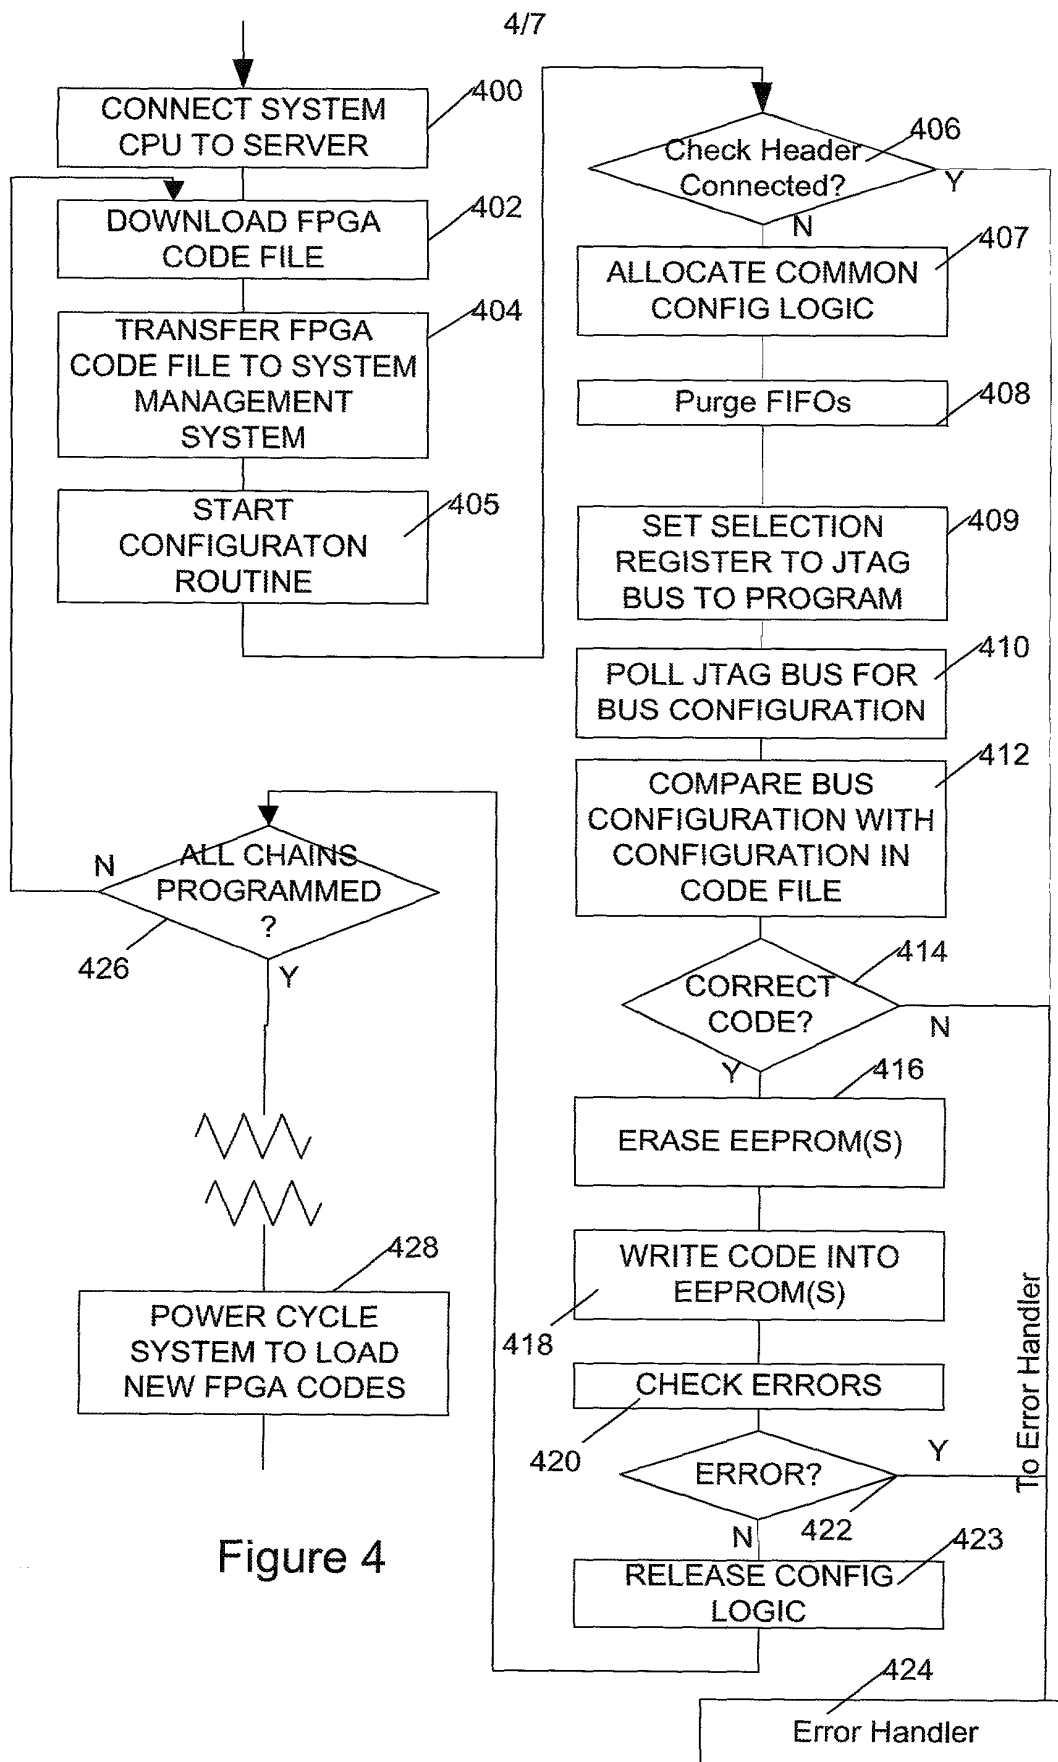 4/7
CONNECT SYSTEM
CPU TO SERVER
400
DOWNLOAD FPGA
CODE FILE
402
TRANSFER FPGA
CODE FILE TO SYSTEM
MANAGEMENT
SYSTEM
404
START
CONFIGURATON
ROUTINE
405
Check Header
Connected?
406
Y
N
ALLOCATE COMMON
CONFIG LOGIC
407
Purge FIFOs
408
SET SELECTION
REGISTER TO JTAG
BUS TO PROGRAM
409
POLL JTAG BUS FOR
BUS CONFIGURATION
410
COMPARE BUS
CONFIGURATION WITH
CONFIGURATION IN
CODE FILE
412
CORRECT
CODE?
414
N
Y
ERASE EEPROM(S)
416
WRITE CODE INTO
EEPROM(S)
418
CHECK ERRORS
420
ERROR?
422
Y
N
RELEASE CONFIG
LOGIC
423
To Error Handler
424
Error Handler
ALL CHAINS
PROGRAMMED
?
N
426
Y
428
POWER CYCLE
SYSTEM TO LOAD
NEW FPGA CODES
Figure 4